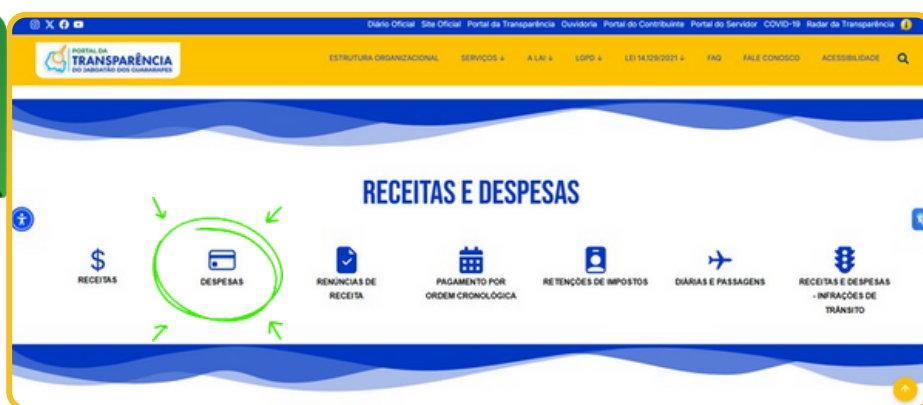 Diário Oficial Site Oficial Portal da Transparência Ouvidoria Portal do Contribuinte Portal do Servidor COVID-19 Radar da Transparência
PORTAL DA
TRANSPARÊNCIA
DO JABOATÃO DOS GUARARAPES
ESTRUTURA ORGANIZACIONAL SERVIÇOS ↓ A LAI ↓ LGPD ↓ LEI 14.129/2021 ↓ FAQ FALE CONOSCO ACESSIBILIDADE
RECEITAS E DESPESAS
RECEITAS
DESPESAS
RENÚNCIAS DE
RECEITA
PAGAMENTO POR
ORDEM CRONOLÓGICA
RETENÇÕES DE IMPOSTOS
DIÁRIAS E PASSAGENS
RECEITAS E DESPESAS
- INFRAÇÕES DE
TRÂNSITO